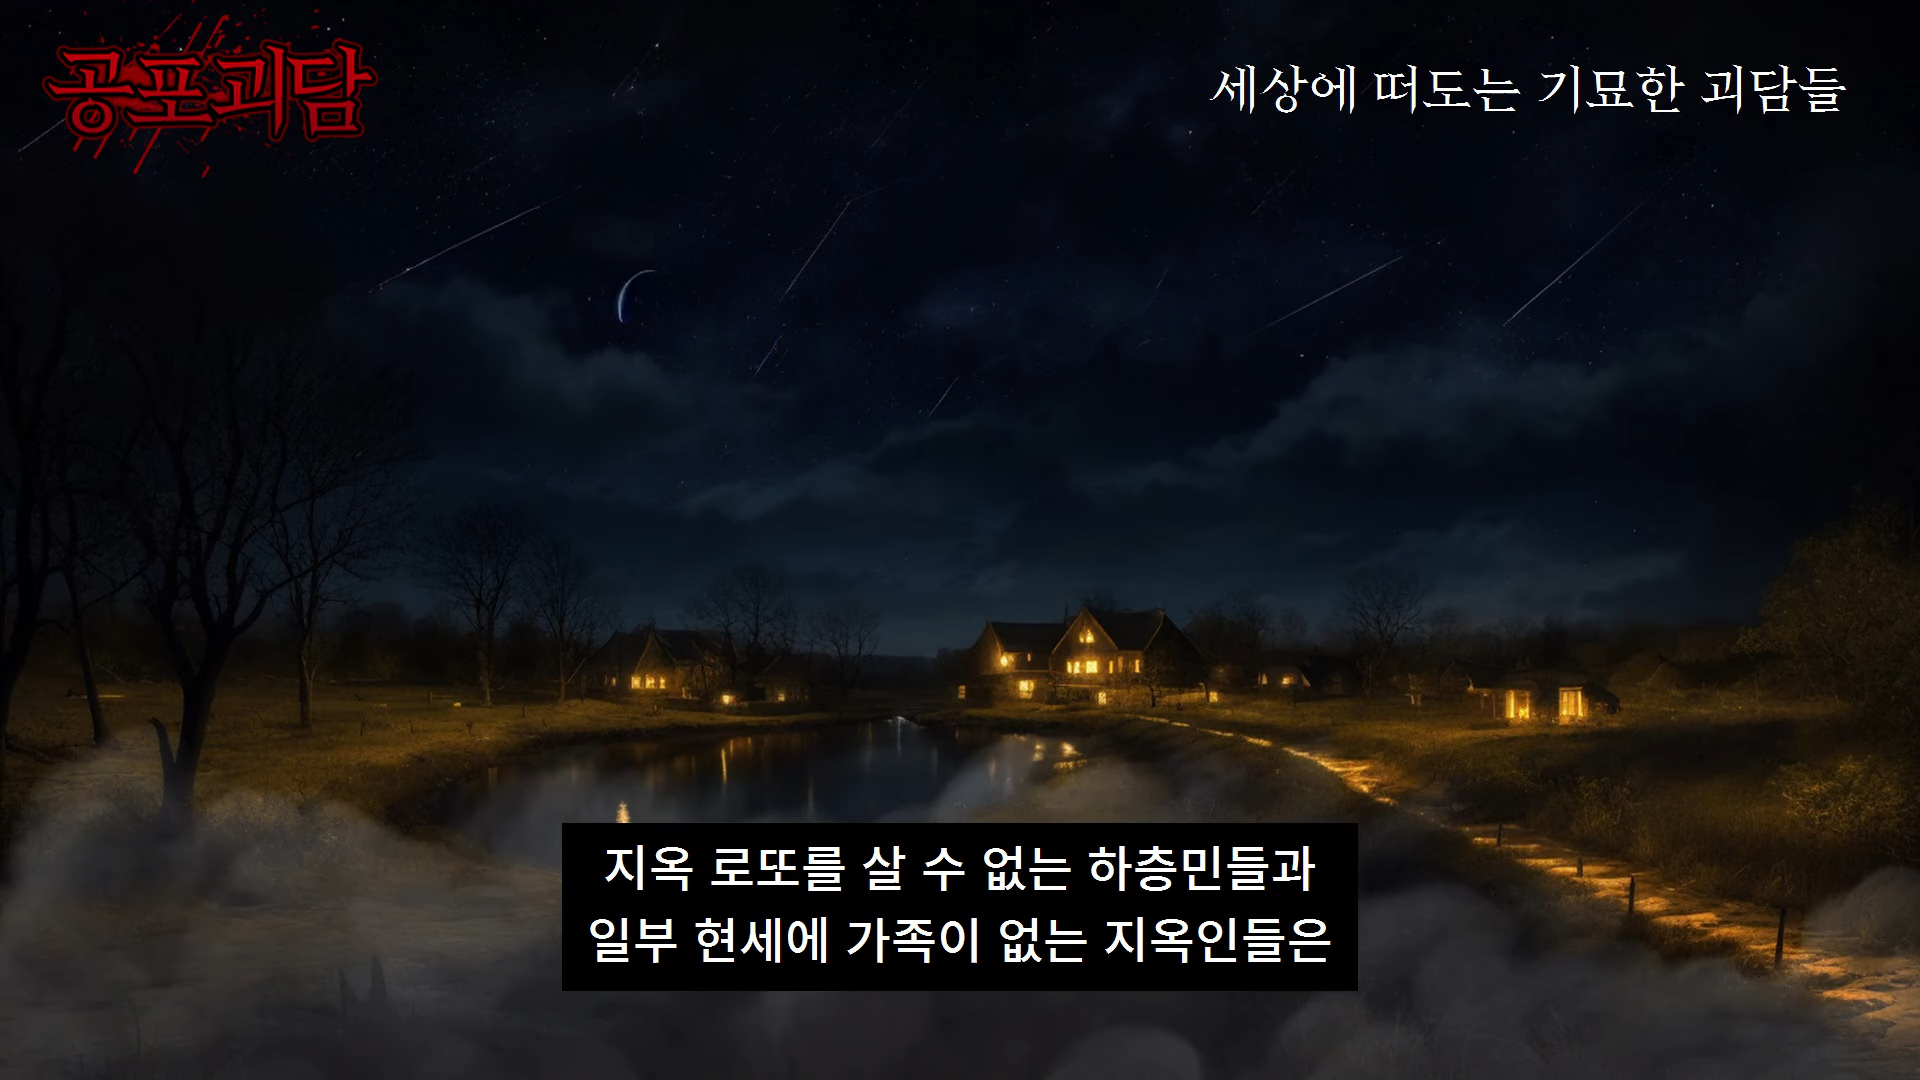 공포괴담
세상에 떠도는 기묘한 괴담들
지옥 로또를 살 수 없는 하층민들과
일부 현세에 가족이 없는 지옥인들은